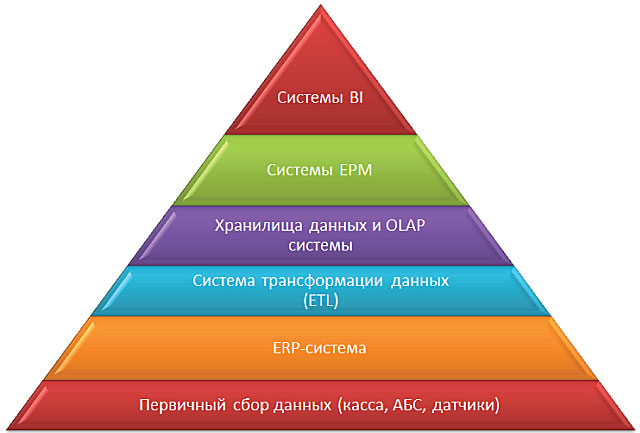 Системы BI
Системы EPM
Хранилища данных и OLAP
системы
Система трансформации данных
(ETL)
ERP-система
Первичный сбор данных (касса, АБС, датчики)